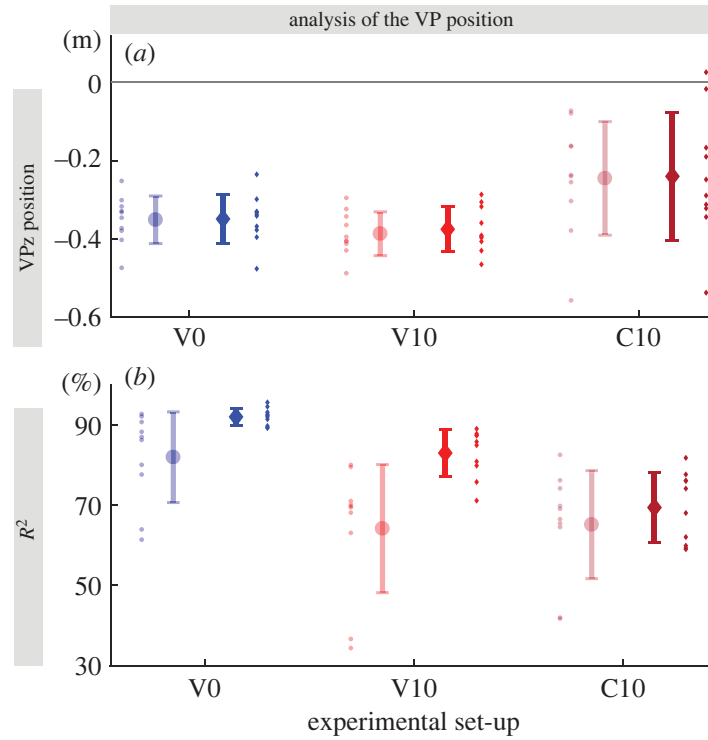 analysis of the VP position
(m)
(a)
0
–0.2
–0.4
–0.6
VPz position
V0
V10
C10
(%)
(b)
90
70
50
30
R²
V0
V10
C10
experimental set-up